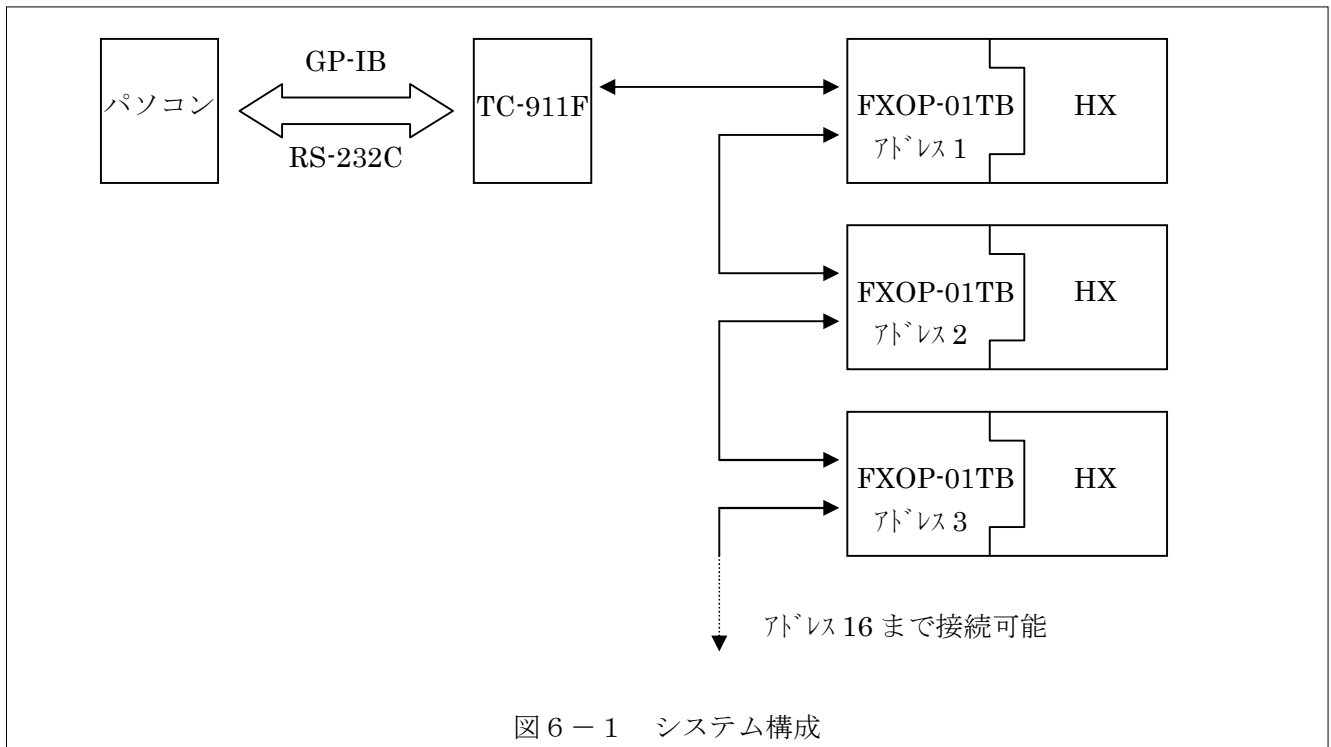 パソコン
GP-IB
RS-232C
TC-911F
FXOP-01TB
ｱﾄﾞﾚｽ 1
HX
FXOP-01TB
ｱﾄﾞﾚｽ 2
HX
FXOP-01TB
ｱﾄﾞﾚｽ 3
HX
ｱﾄﾞﾚｽ 16 まで接続可能
図６－１　システム構成